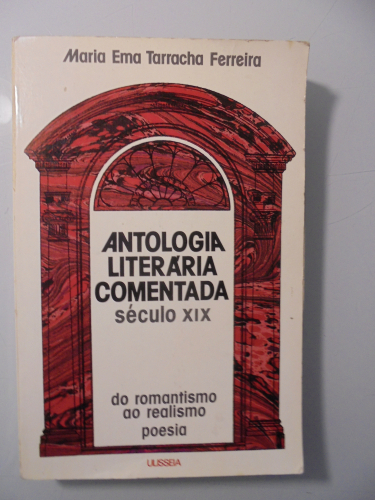 Maria Ema Tarracha Ferreira
ANTOLOGIA
LITERÁRIA
COMENTADA
século XIX
do romantismo
ao realismo
poesia
ULISSEIA